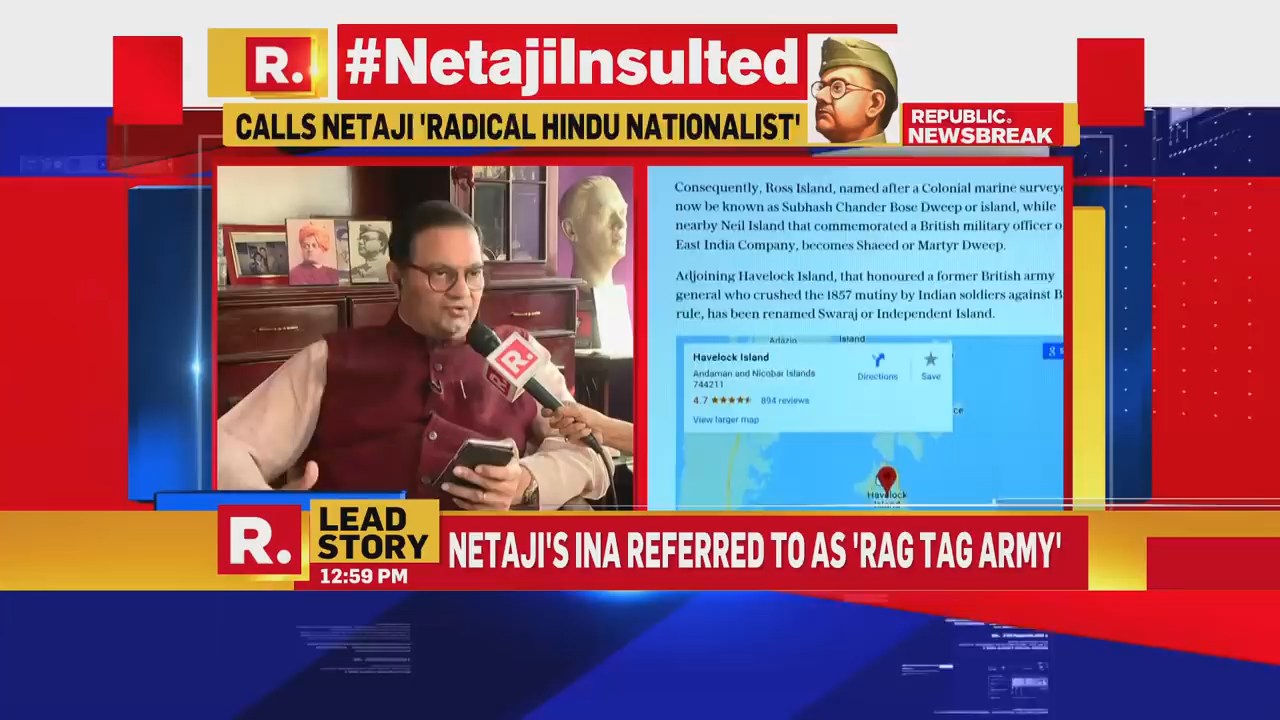 R.
#NetajiInsulted
CALLS NETAJI 'RADICAL HINDU NATIONALIST'
REPUBLIC.
NEWSBREAK
R.
Consequently, Ross Island, named after a Colonial marine
now be known as Subhash Chander Bose Dweep or island, while
nearby Neil Island that commemorated a British military officer
East India Company, becomes Shaeed or Martyr Dweep.
Adjoining Havelock Island, that honoured a former British army
general who crushed the 1857 mutiny by Indian soldiers against
rule, has been renamed Swaraj or Independent Island.
Island
Havelock Island
Andaman and Nicobar Islands
744211
4.7
894 reviews
View larger map
Directions
Save
Havelock
R.
LEAD
STORY
12:59 PM
NETAJI'S INA REFERRED TO AS 'RAG TAG ARMY'